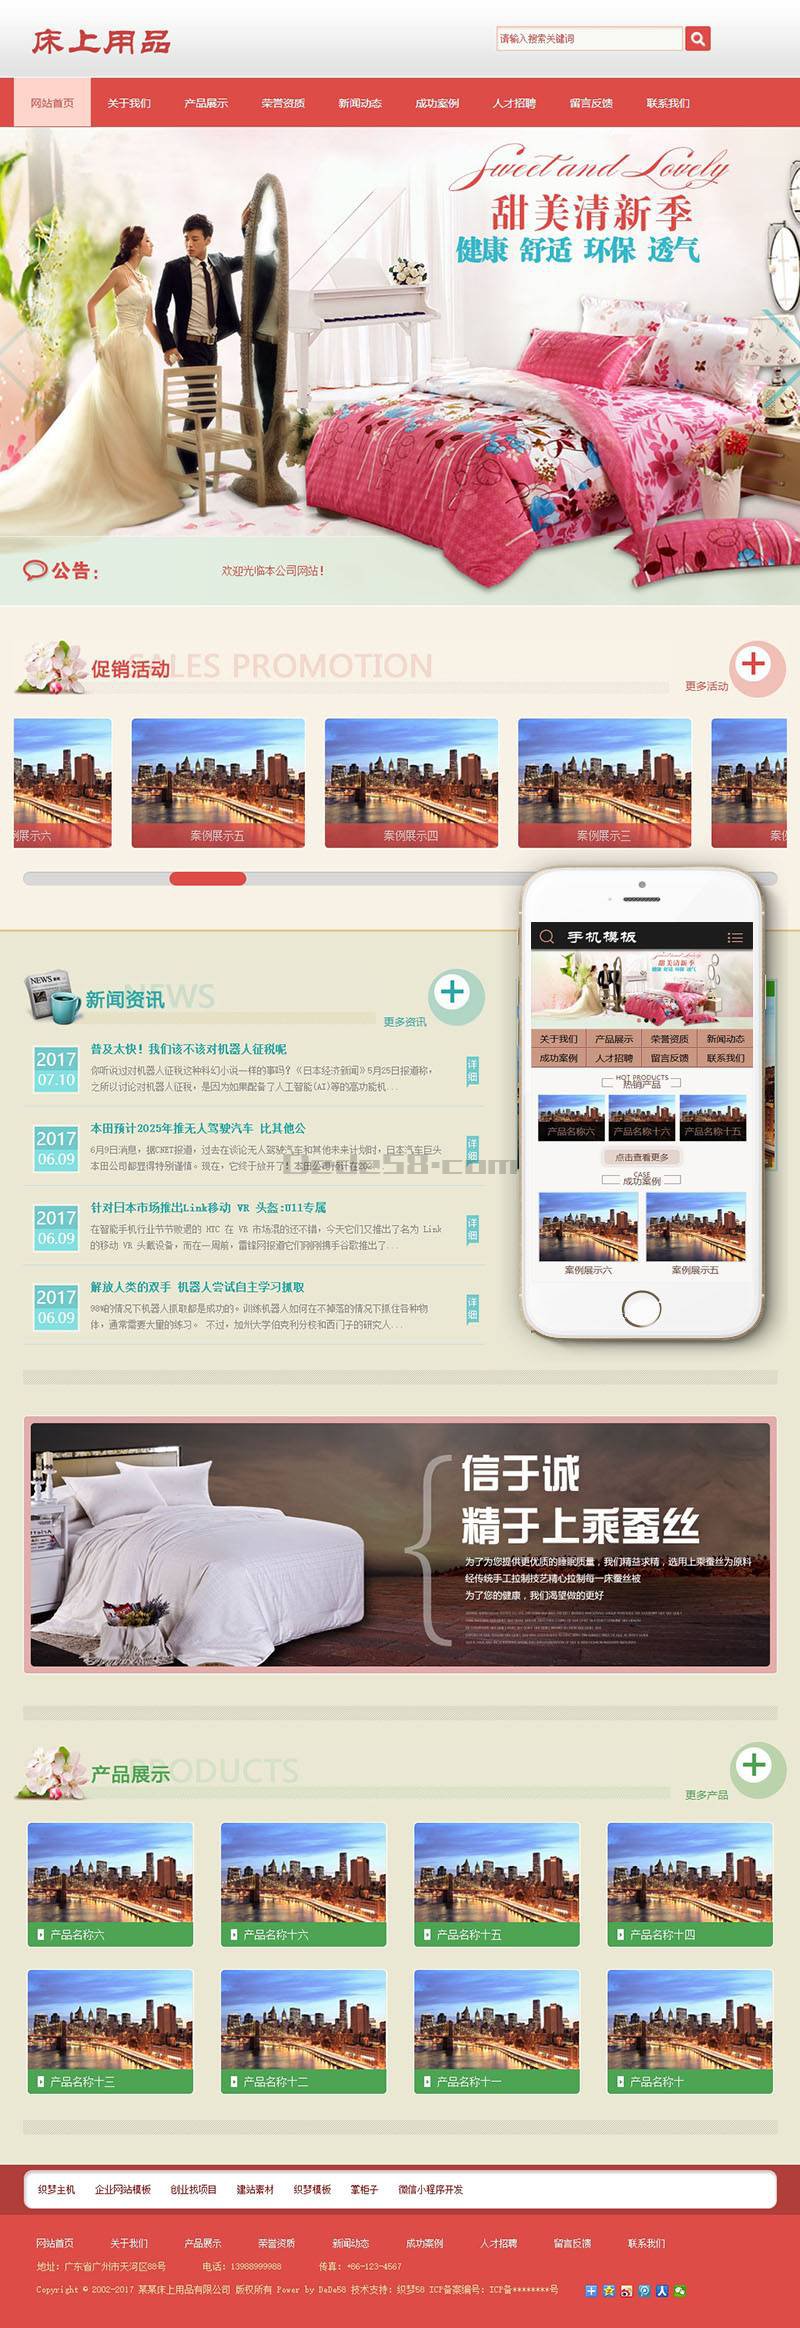 床上用品
请输入搜索关键词
网站首页 关于我们 产品展示 荣誉资质 新闻动态 成功案例 人才招聘 留言反馈 联系我们
Sweet and Lovely
甜美清新季
健康 舒适 环保 透气
公告:
欢迎光临本公司网站!
促销活动 SALES PROMOTION
更多活动
例展示六 案例展示五 案例展示四 案例展示三 案
新闻资讯 NEWS
更多资讯
2017
07.10
普及太快! 我们该不该对机器人征税呢
你听说过对机器人征税这种科幻小说一样的事吗? 《日本经济新闻》5月25日报道称,
之所以讨论对机器人征税, 是因为如果配备了人工智能(AI)等的高功能机...
详细
2017
06.09
本田预计2025年推无人驾驶汽车 比其他公
6月9日消息, 据CNET报道, 过去在谈论无人驾驶汽车和其他未来计划时, 日本汽车巨头
本田公司都显得特别谨慎。现在, 它终于放开了! 本田公司预计在202
详细
Dede58.com
2017
06.09
针对日本市场推出Link移动 VR 头盔:U11专属
在智能手机行业节节败退的 HTC 在 VR 市场混的还不错, 今天它们又推出了名为 Link
的移动 VR 头戴设备, 而在一周前, 雷锋网报道它们刚刚携手谷歌推出了...
详细
2017
06.09
解放人类的双手 机器人尝试自主学习抓取
98%的情况下机器人抓取都是成功的。训练机器人如何在不掉落的情况下抓住各种物
体, 通常需要大量的练习。 不过, 加州大学伯克利分校和西门子的研究人...
详细
手机模板
甜美清新季
健康 舒适 环保 透气
关于我们 产品展示 荣誉资质 新闻动态
成功案例 人才招聘 留言反馈 联系我们
HOT PRODUCTS
热销产品
产品名称六 产品名称十六 产品名称十五
点击查看更多
CASE
成功案例
案例展示六 案例展示五
信于诚
精于上乘蚕丝
为了为您提供更优质的睡眠质量，我们精益求精，选用上乘蚕丝为原料
经传统手工拉制技艺精心拉制每一床蚕丝被
为了您的健康，我们渴望做的更好
产品展示 PRODUCTS
更多产品
产品名称六 产品名称十六 产品名称十五 产品名称十四
产品名称十三 产品名称十二 产品名称十一 产品名称十
织梦主机 企业网站模板 创业找项目 建站素材 织梦模板 掌柜子 微信小程序开发
网站首页 关于我们 产品展示 荣誉资质 新闻动态 成功案例 人才招聘 留言反馈 联系我们
地址: 广东省广州市天河区88号 电话: 13988999988 传真: +86-123-4567
Copyright © 2002-2017 某某床上用品有限公司 版权所有 Power by DeDe58 技术支持: 织梦58 ICP备案编号: ICP备********号